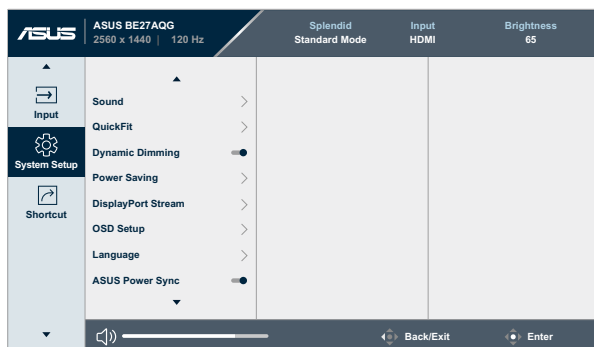 ASUS
ASUS BE27AQG
2560 x 1440 | 120 Hz
Splendid
Standard Mode
Input
HDMI
Brightness
65
Input
System Setup
Shortcut
Sound
QuickFit
Dynamic Dimming
Power Saving
DisplayPort Stream
OSD Setup
Language
ASUS Power Sync
Back/Exit
Enter